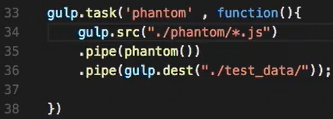 33 gulp.task('phantom' , function(){
34 gulp.src("./phantom/*.js")
35 .pipe(phantom())
36 .pipe(gulp.dest("./test_data/"));
37
38 })